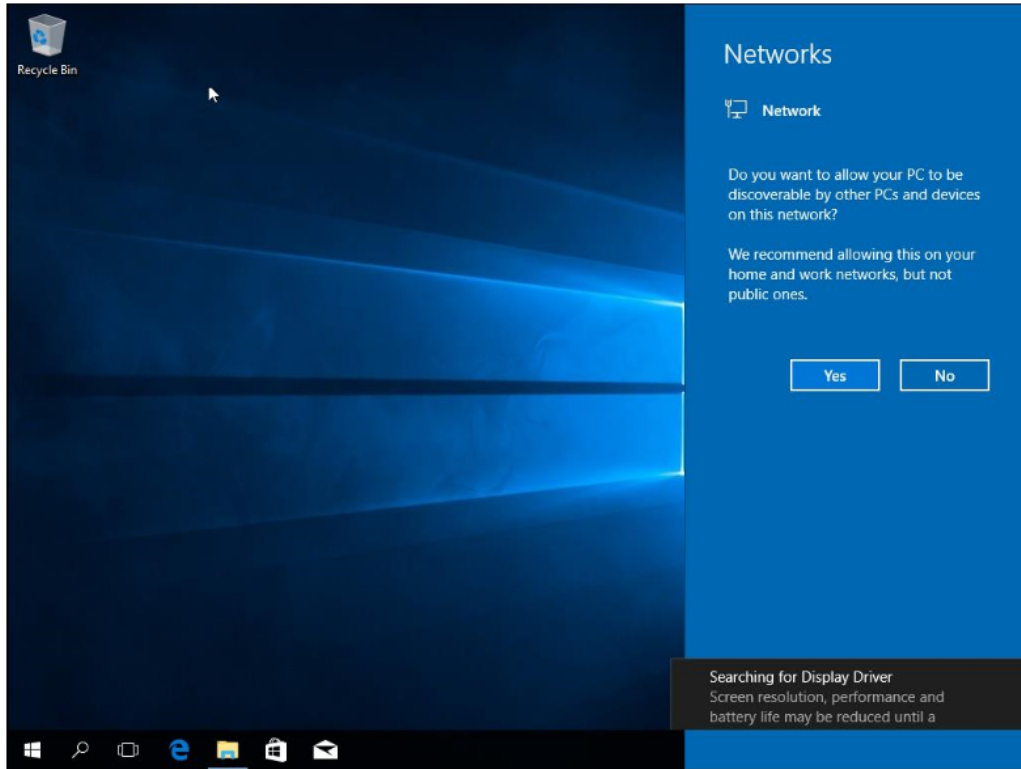 Recycle Bin
Networks
Network
Do you want to allow your PC to be
discoverable by other PCs and devices
on this network?
We recommend allowing this on your
home and work networks, but not
public ones.
Yes No
Searching for Display Driver
Screen resolution, performance and
battery life may be reduced until a